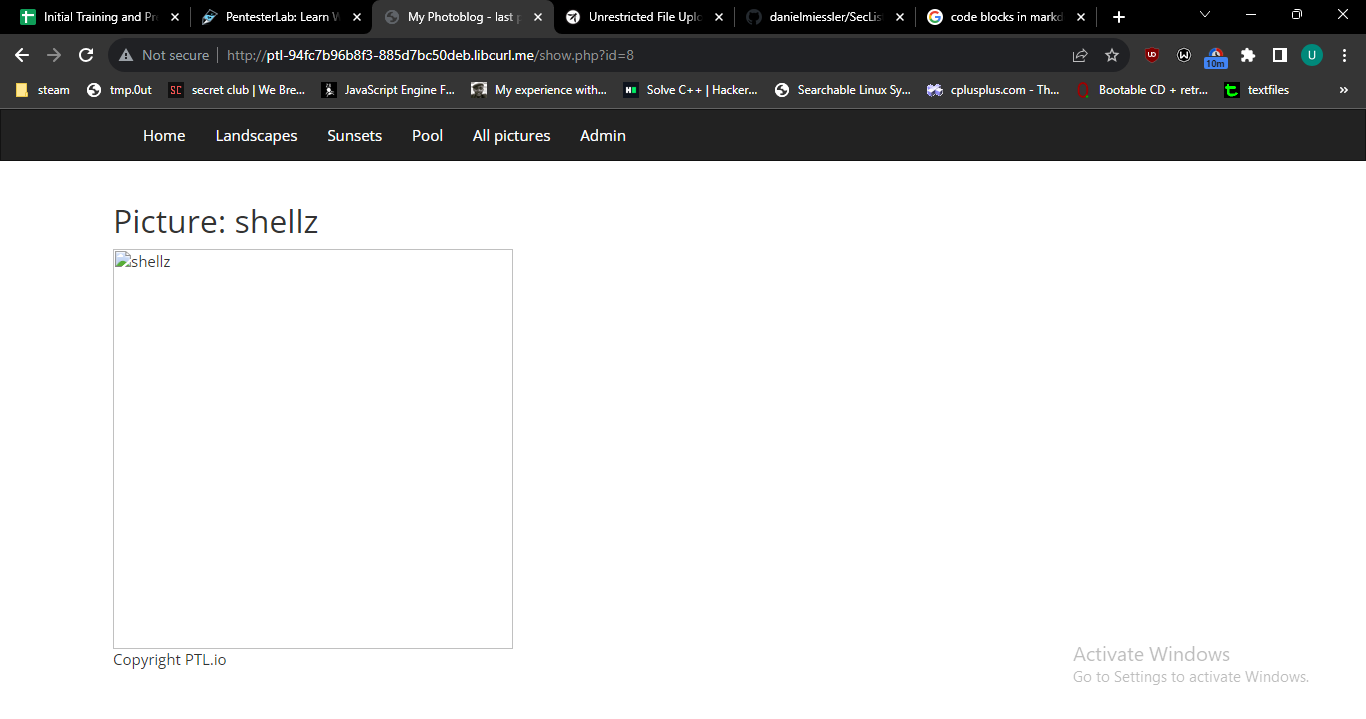 Initial Training and Pr
PentesterLab: Learn W
My Photoblog - last p
Unrestricted File Uplo
danielmiessler/SecLis
code blocks in markd
Not secure
http://ptl-94fc7b96b8f3-885d7bc50deb.libcurl.me/show.php?id=8
10m
U
steam
tmp.0ut
SC
secret club | We Bre...
JavaScript Engine F...
My experience with...
Solve C++ | Hacker...
Searchable Linux Sy...
cplusplus.com - Th...
Bootable CD + retr...
textfiles
»
Home
Landscapes
Sunsets
Pool
All pictures
Admin
Picture: shellz
shellz
Copyright PTL.io
Activate Windows
Go to Settings to activate Windows.